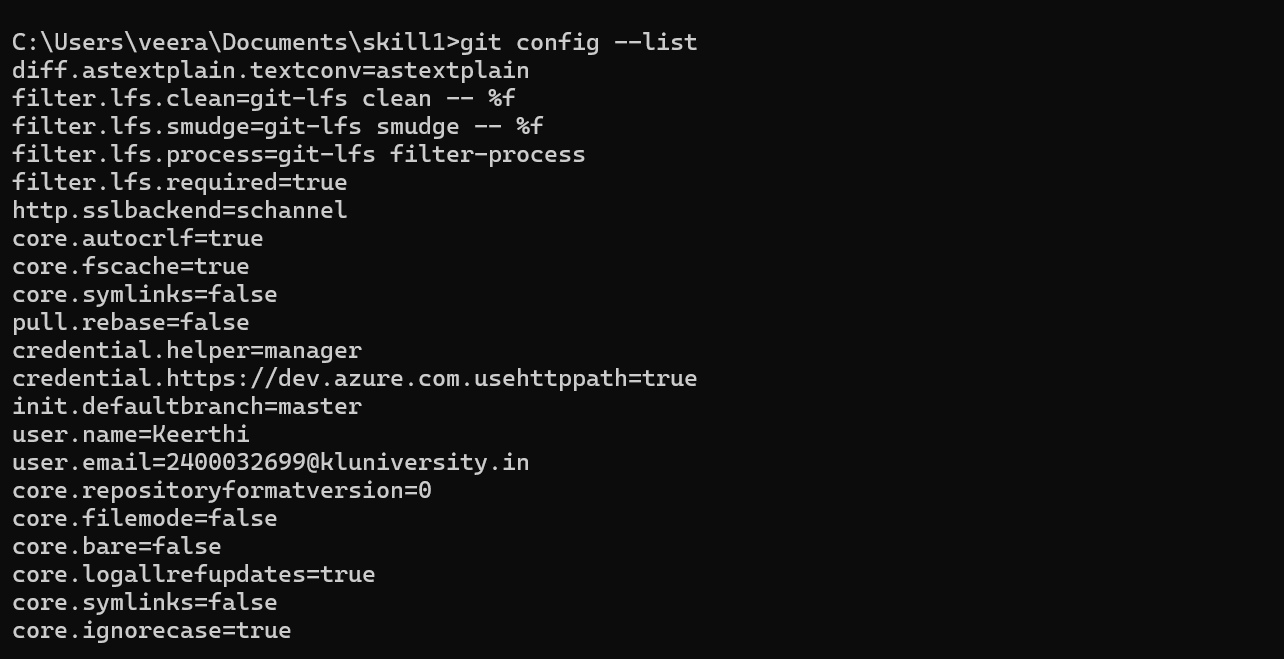 C:\Users\veera\Documents\skill1>git config --list
diff.astextplain.textconv=astextplain
filter.lfs.clean=git-lfs clean -- %f
filter.lfs.smudge=git-lfs smudge -- %f
filter.lfs.process=git-lfs filter-process
filter.lfs.required=true
http.sslbackend=schannel
core.autocrlf=true
core.fscache=true
core.symlinks=false
pull.rebase=false
credential.helper=manager
credential.https://dev.azure.com.usehttppath=true
init.defaultbranch=master
user.name=Keerthi
user.email=2400032699@kluniversity.in
core.repositoryformatversion=0
core.filemode=false
core.bare=false
core.logallrefupdates=true
core.symlinks=false
core.ignorecase=true